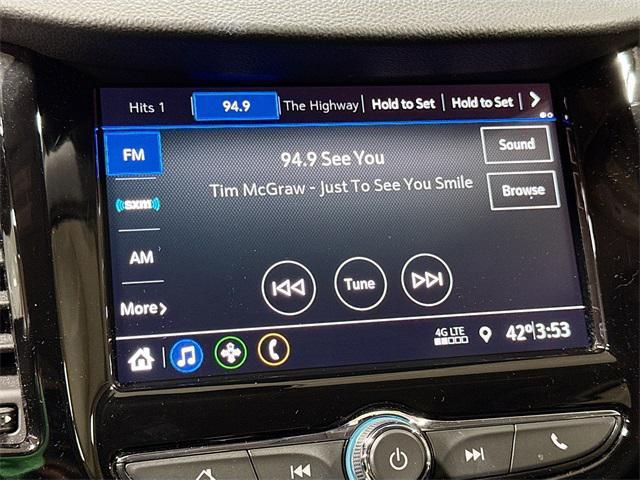 Hits 1 94.9 The Highway Hold to Set Hold to Set
FM
94.9 See You
Sound
Tim McGraw - Just To See You Smile
Browse
sxm
AM
Tune
More
4G LTE
42° 3:53